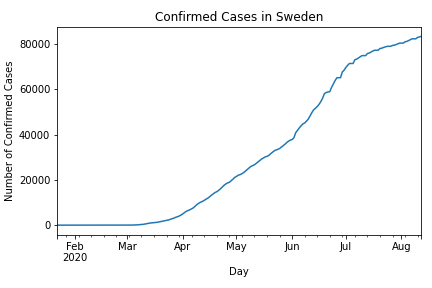 Confirmed Cases in Sweden
Number of Confirmed Cases
80000
60000
40000
20000
0
Feb Mar Apr May Jun Jul Aug
2020
Day